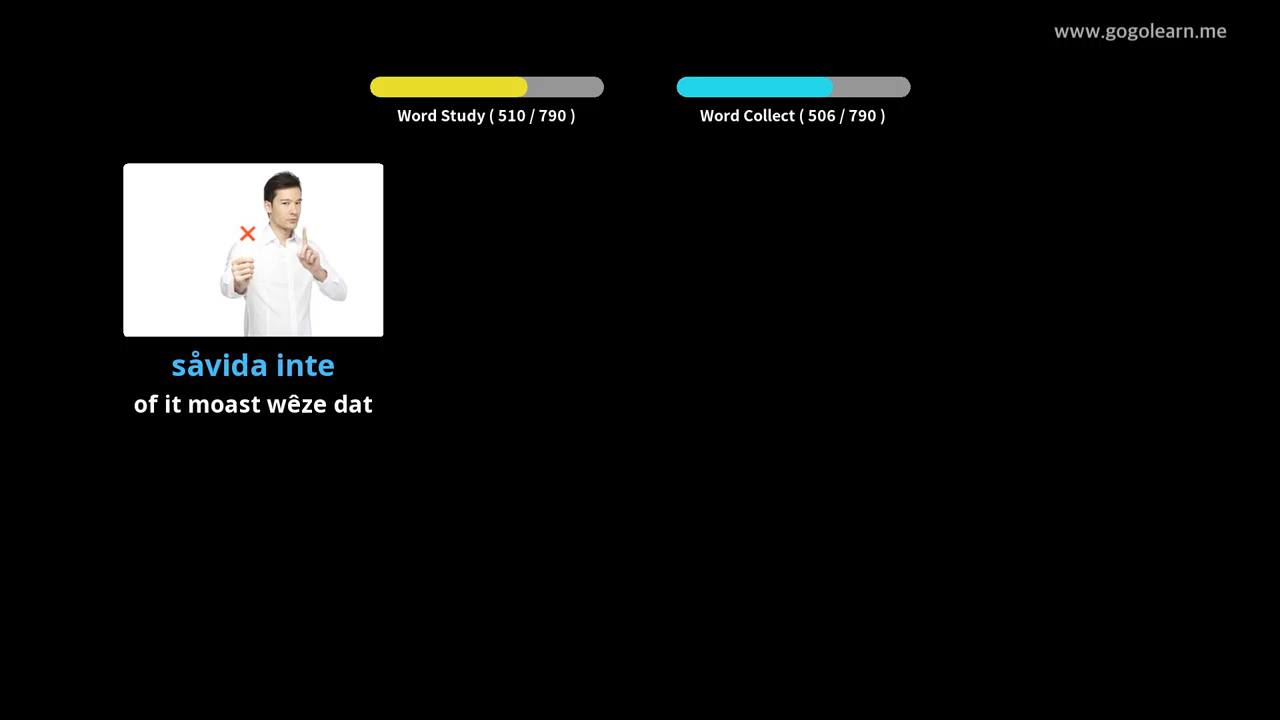 www.gogolearn.me
Word Study ( 510 / 790 )
Word Collect ( 506 / 790 )
såvida inte
of it moast wêze dat